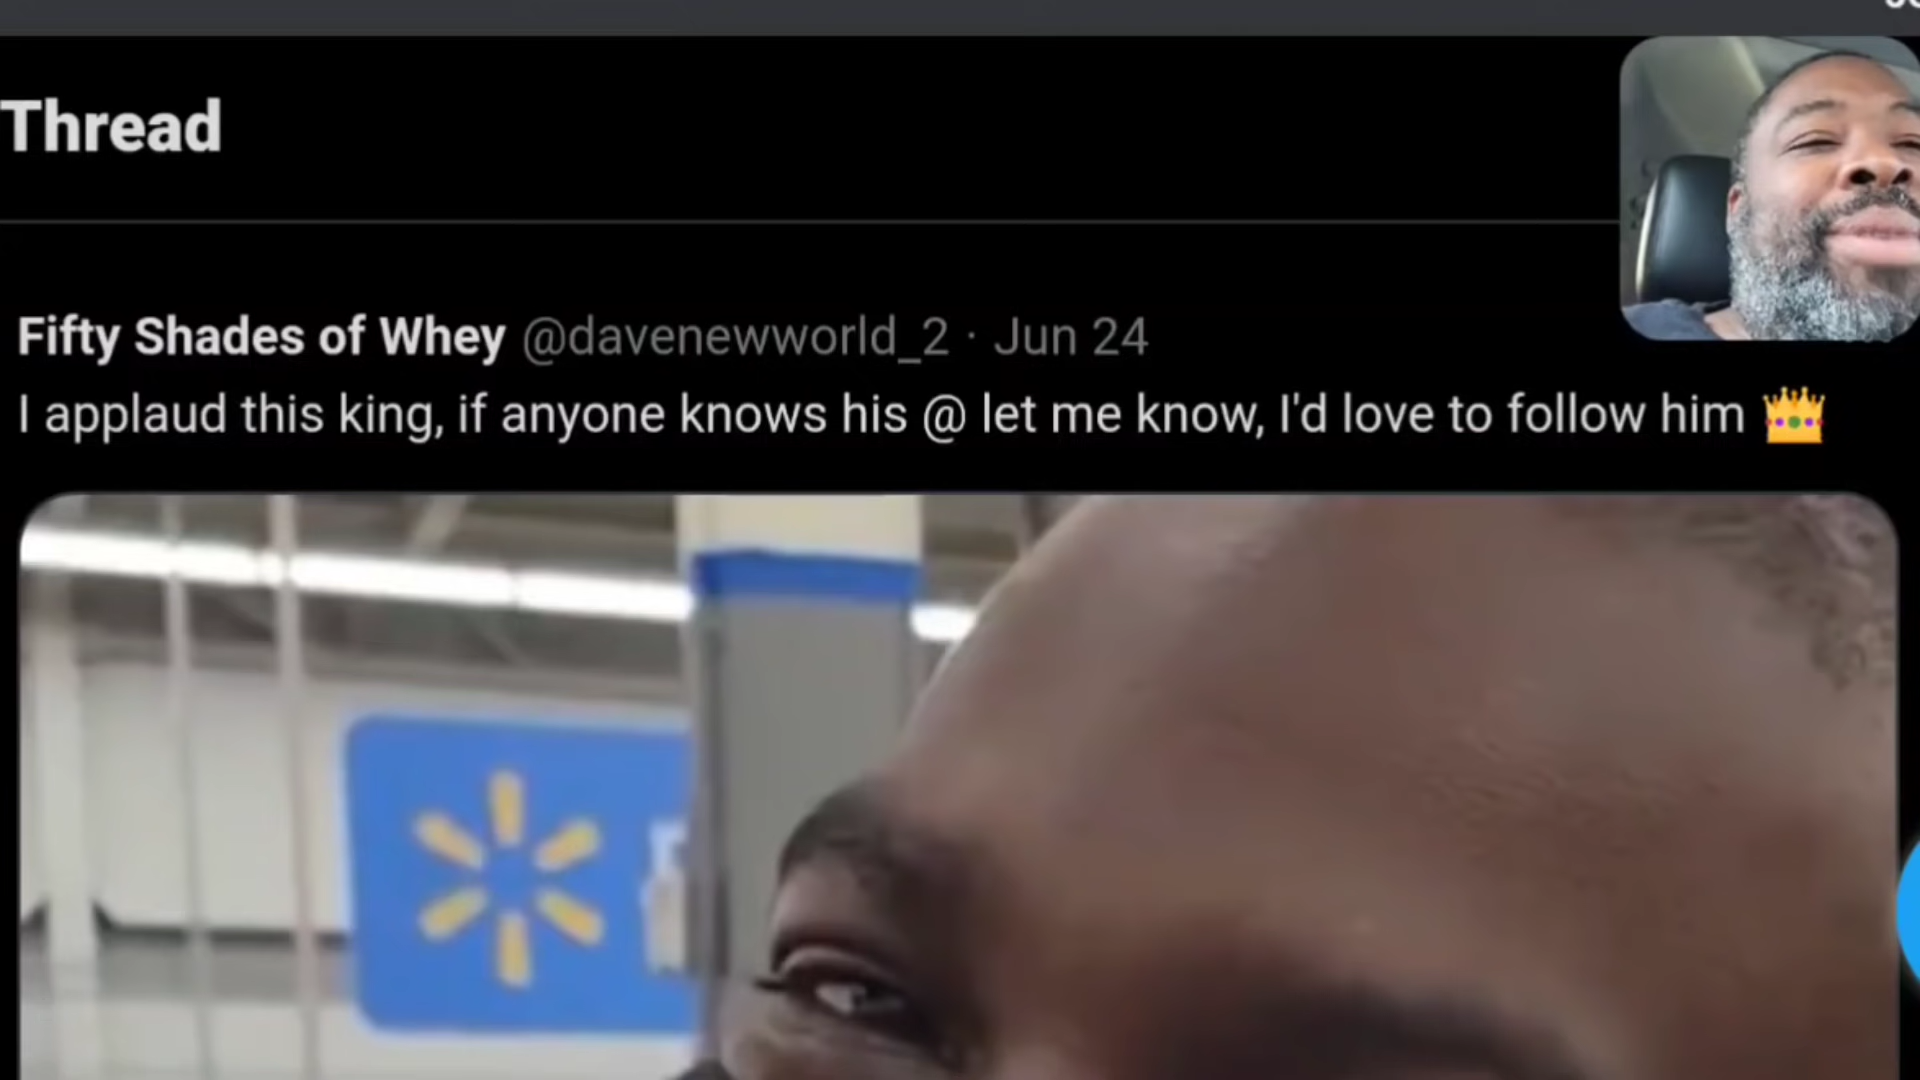 Thread
Fifty Shades of Whey @davenewworld_2 · Jun 24
I applaud this king, if anyone knows his @ let me know, I'd love to follow him 👑